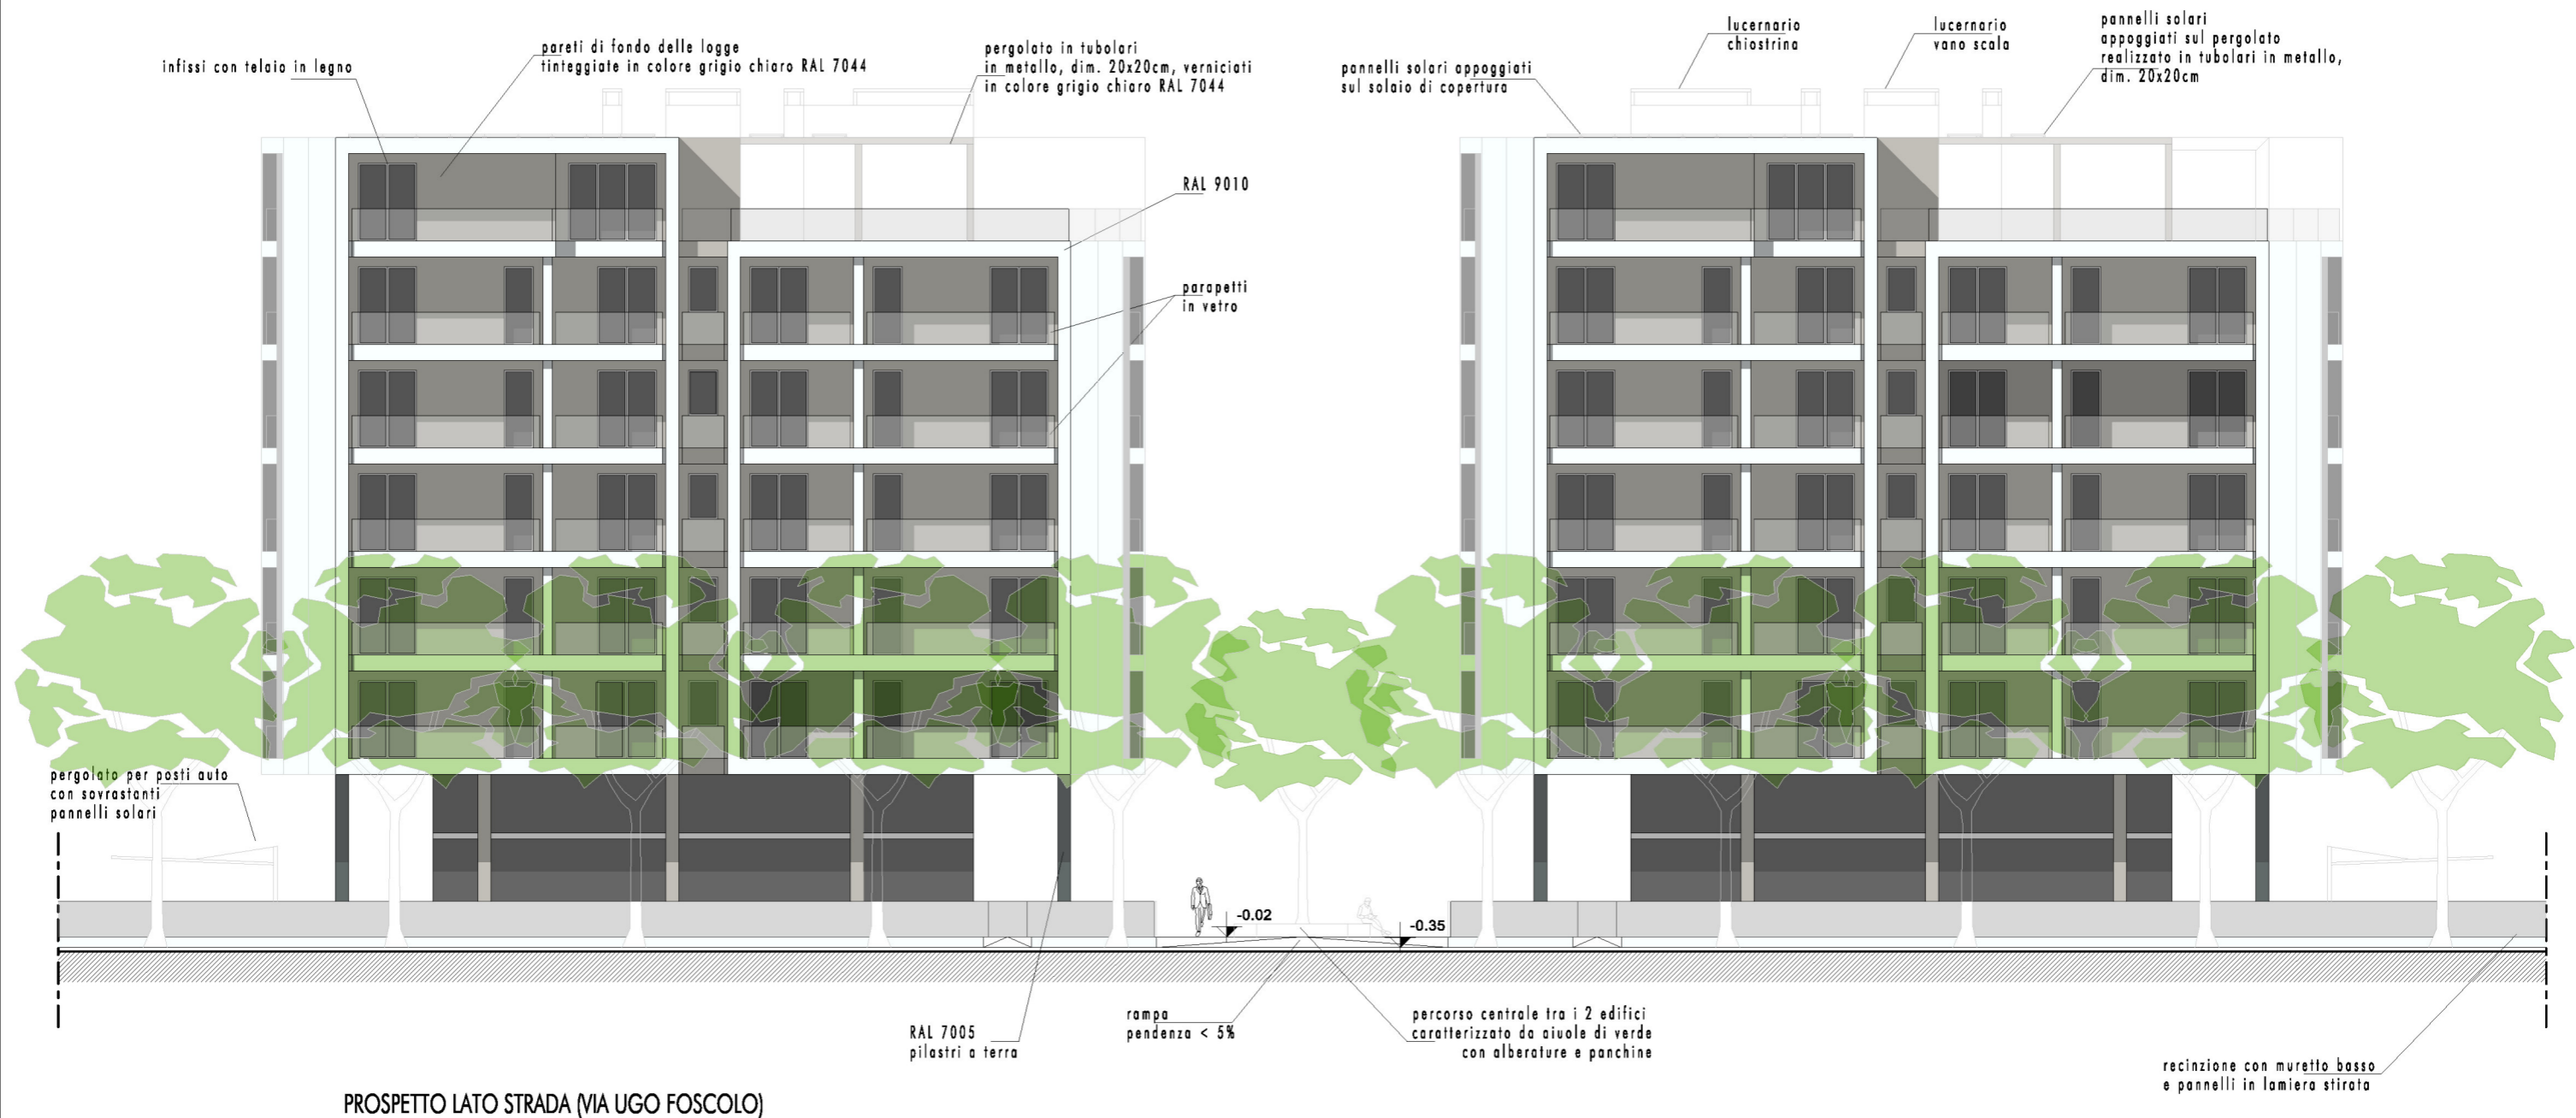 infissi con telaio in legno
pareti di fondo delle logge
tinteggiate in colore grigio chiaro RAL 7044
pergolato in tubolari
in metallo, dim. 20x20cm, verniciati
in colore grigio chiaro RAL 7044
pannelli solari appoggiati
sul solaio di copertura
lucernario
chiostrina
lucernario
vano scala
pannelli solari
appoggiati sul pergolato
realizzato in tubolari in metallo,
dim. 20x20cm
RAL 9010
parapetti
in vetro
pergolato per posti auto
con sovrastanti
pannelli solari
-0.02
-0.35
RAL 7005
pilastri a terra
rampa
pendenza < 5%
percorso centrale tra i 2 edifici
caratterizzato da aiuole di verde
con alberature e panchine
recinzione con muretto basso
e pannelli in lamiera stirata
PROSPETTO LATO STRADA (VIA UGO FOSCOLO)